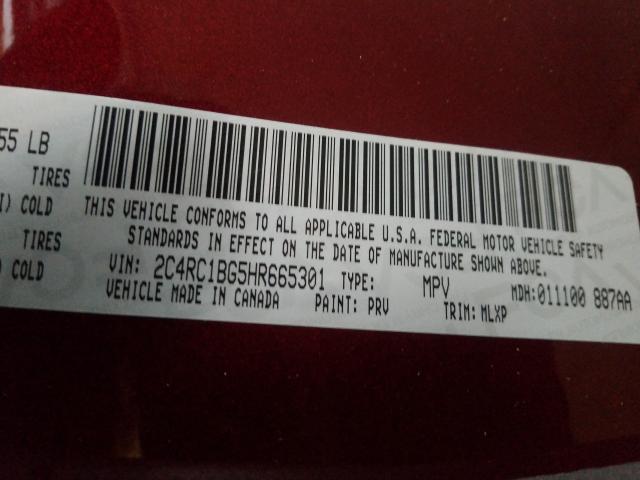 55 LB
TIRES
I) COLD
TIRES
) COLD
THIS VEHICLE CONFORMS TO ALL APPLICABLE U.S.A. FEDERAL MOTOR VEHICLE SAFETY
STANDARDS IN EFFECT ON THE DATE OF MANUFACTURE SHOWN ABOVE.
VIN: 2C4RC1BG5HR665301 TYPE: MPV MDH:011100 887AA
VEHICLE MADE IN CANADA PAINT: PRV TRIM: MLXP